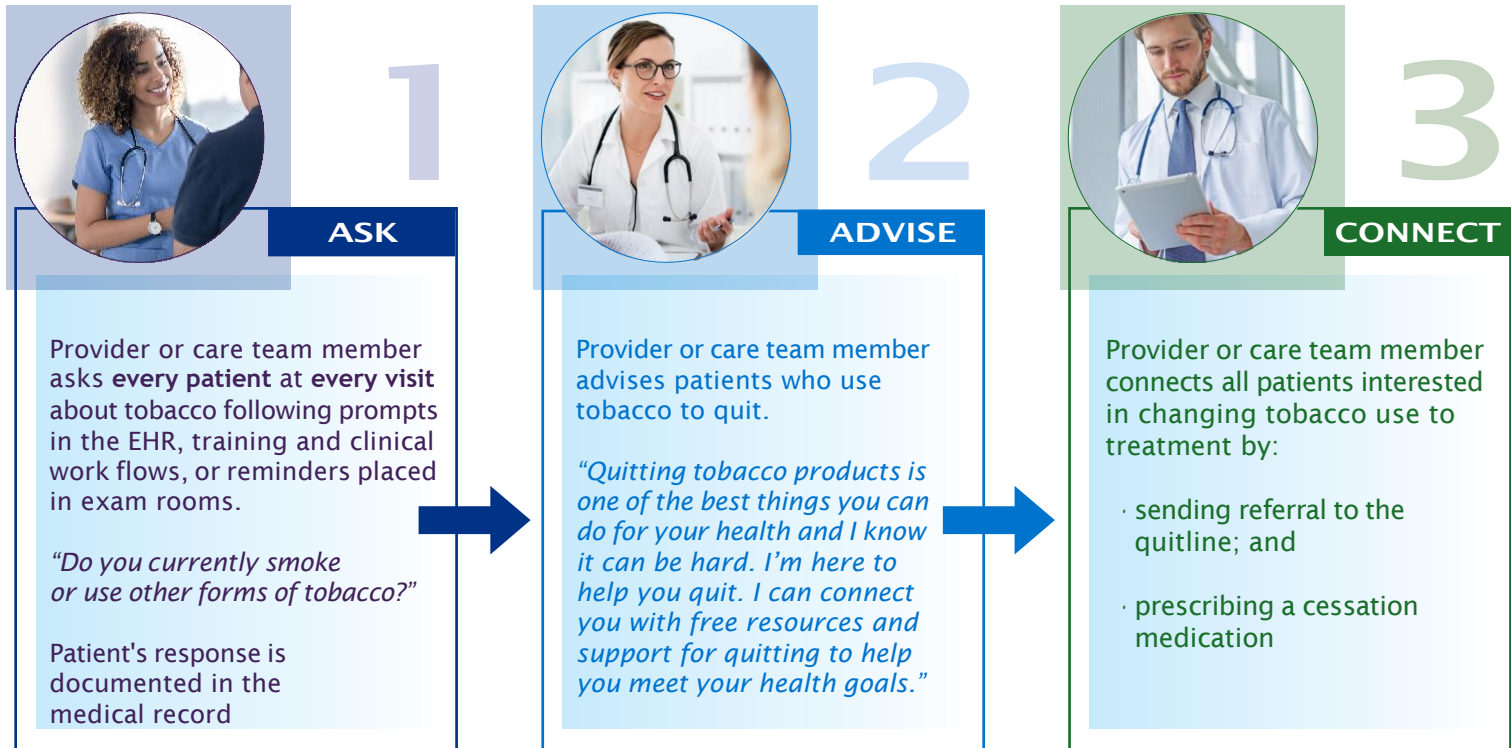 1
ASK
Provider or care team member
asks every patient at every visit
about tobacco following prompts
in the EHR, training and clinical
work flows, or reminders placed
in exam rooms.
“Do you currently smoke
or use other forms of tobacco?”
Patient's response is
documented in the
medical record
2
ADVISE
Provider or care team member
advises patients who use
tobacco to quit.
“Quitting tobacco products is
one of the best things you can
do for your health and I know
it can be hard. I’m here to
help you quit. I can connect
you with free resources and
support for quitting to help
you meet your health goals.”
3
CONNECT
Provider or care team member
connects all patients interested
in changing tobacco use to
treatment by:
· sending referral to the
quitline; and
· prescribing a cessation
medication